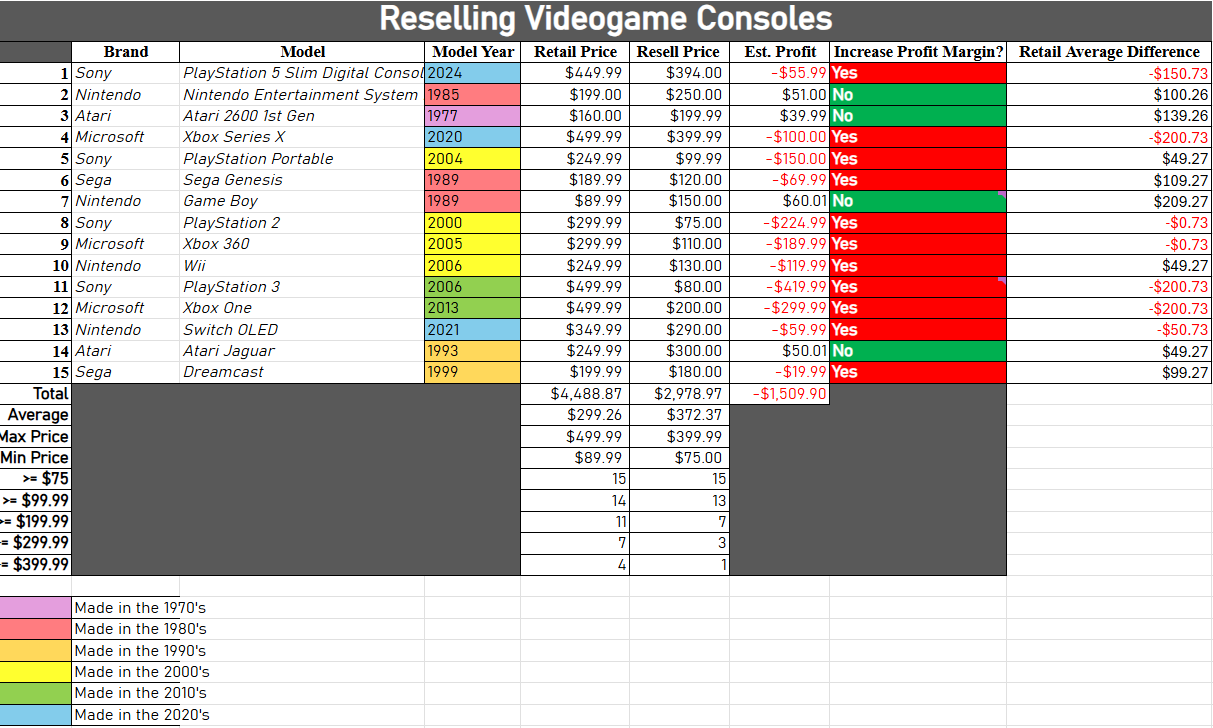 Reselling Videogame Consoles
Brand Model Model Year Retail Price Resell Price Est. Profit Increase Profit Margin? Retail Average Difference
1 Sony PlayStation 5 Slim Digital Consol 2024 $449.99 $394.00 -$55.99 Yes -$150.73
2 Nintendo Nintendo Entertainment System 1985 $199.00 $250.00 $51.00 No $100.26
3 Atari Atari 2600 1st Gen 1977 $160.00 $199.99 $39.99 No $139.26
4 Microsoft Xbox Series X 2020 $499.99 $399.99 -$100.00 Yes -$200.73
5 Sony PlayStation Portable 2004 $249.99 $99.99 -$150.00 Yes $49.27
6 Sega Sega Genesis 1989 $189.99 $120.00 -$69.99 Yes $109.27
7 Nintendo Game Boy 1989 $89.99 $150.00 $60.01 No $209.27
8 Sony PlayStation 2 2000 $299.99 $75.00 -$224.99 Yes -$0.73
9 Microsoft Xbox 360 2005 $299.99 $110.00 -$189.99 Yes -$0.73
10 Nintendo Wii 2006 $249.99 $130.00 -$119.99 Yes $49.27
11 Sony PlayStation 3 2006 $499.99 $80.00 -$419.99 Yes -$200.73
12 Microsoft Xbox One 2013 $499.99 $200.00 -$299.99 Yes -$200.73
13 Nintendo Switch OLED 2021 $349.99 $290.00 -$59.99 Yes -$50.73
14 Atari Atari Jaguar 1993 $249.99 $300.00 $50.01 No $49.27
15 Sega Dreamcast 1999 $199.99 $180.00 -$19.99 Yes $99.27
Total $4,488.87 $2,978.97 -$1,509.90
Average $299.26 $372.37
Max Price $499.99 $399.99
Min Price $89.99 $75.00
>= $75 15 15
>= $99.99 14 13
>= $199.99 11 7
= $299.99 7 3
= $399.99 4 1
Made in the 1970's
Made in the 1980's
Made in the 1990's
Made in the 2000's
Made in the 2010's
Made in the 2020's